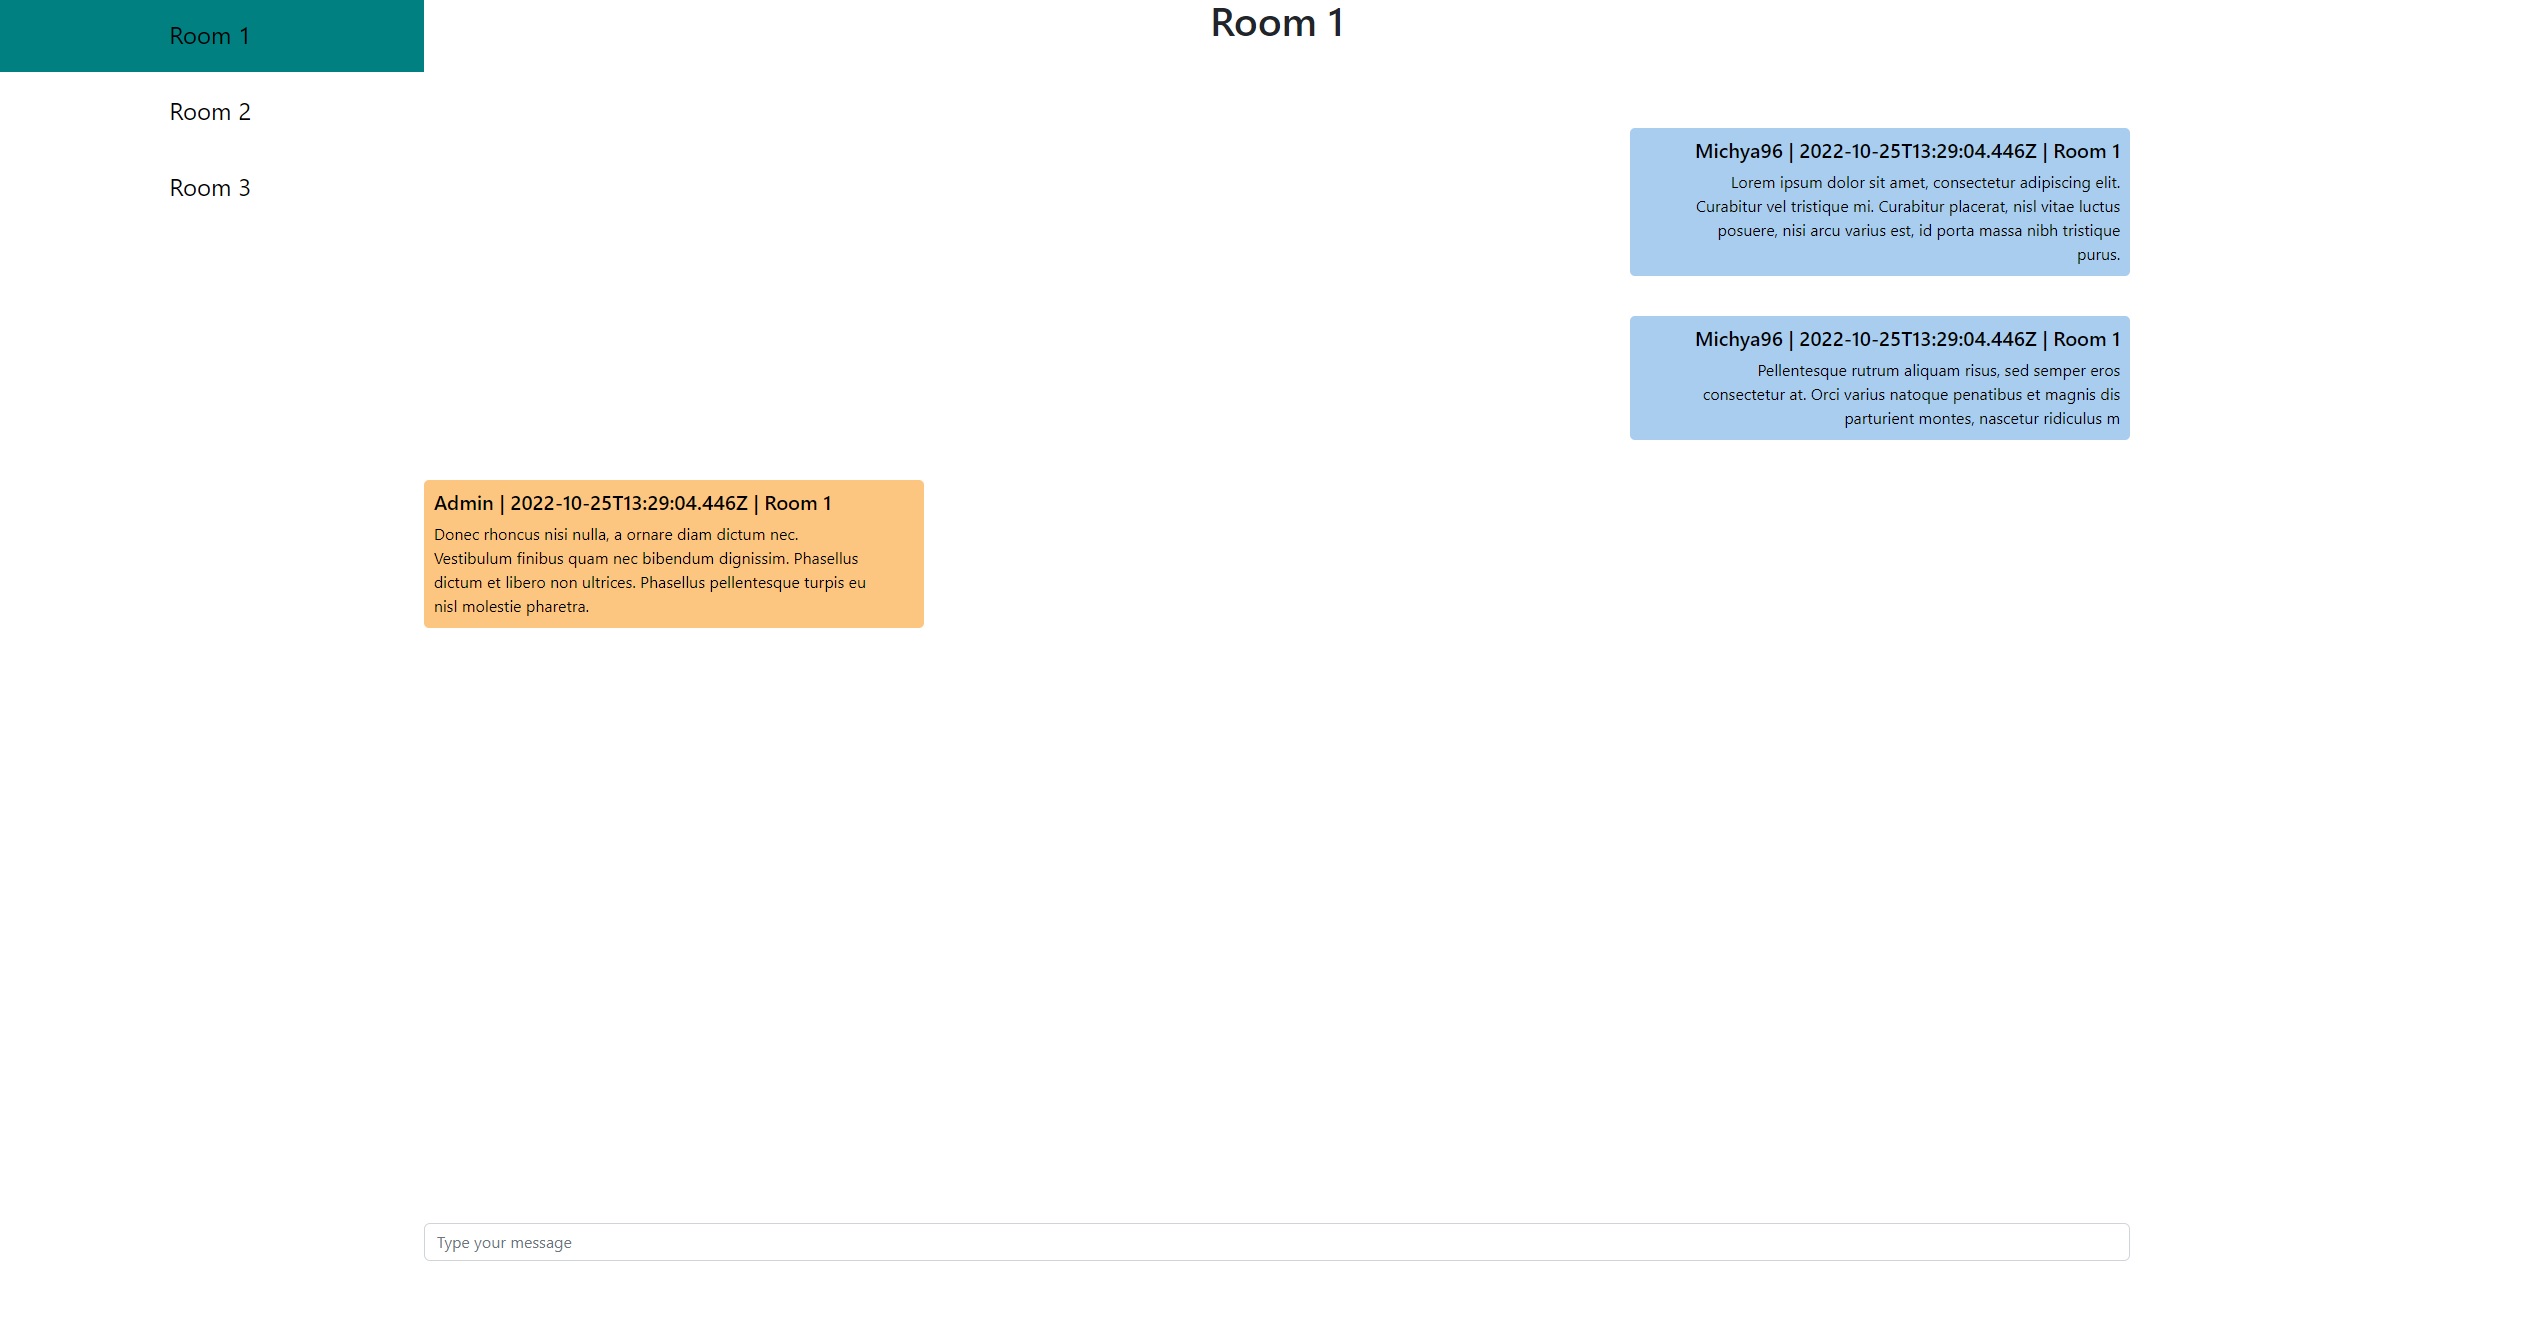 Room 1
Room 2
Room 3
Room 1
Michya96 | 2022-10-25T13:29:04.446Z | Room 1
Lorem ipsum dolor sit amet, consectetur adipiscing elit.
Curabitur vel tristique mi. Curabitur placerat, nisl vitae luctus
posuere, nisi arcu varius est, id porta massa nibh tristique
purus.
Michya96 | 2022-10-25T13:29:04.446Z | Room 1
Pellentesque rutrum aliquam risus, sed semper eros
consectetur at. Orci varius natoque penatibus et magnis dis
parturient montes, nascetur ridiculus m
Admin | 2022-10-25T13:29:04.446Z | Room 1
Donec rhoncus nisi nulla, a ornare diam dictum nec.
Vestibulum finibus quam nec bibendum dignissim. Phasellus
dictum et libero non ultrices. Phasellus pellentesque turpis eu
nisl molestie pharetra.
Type your message